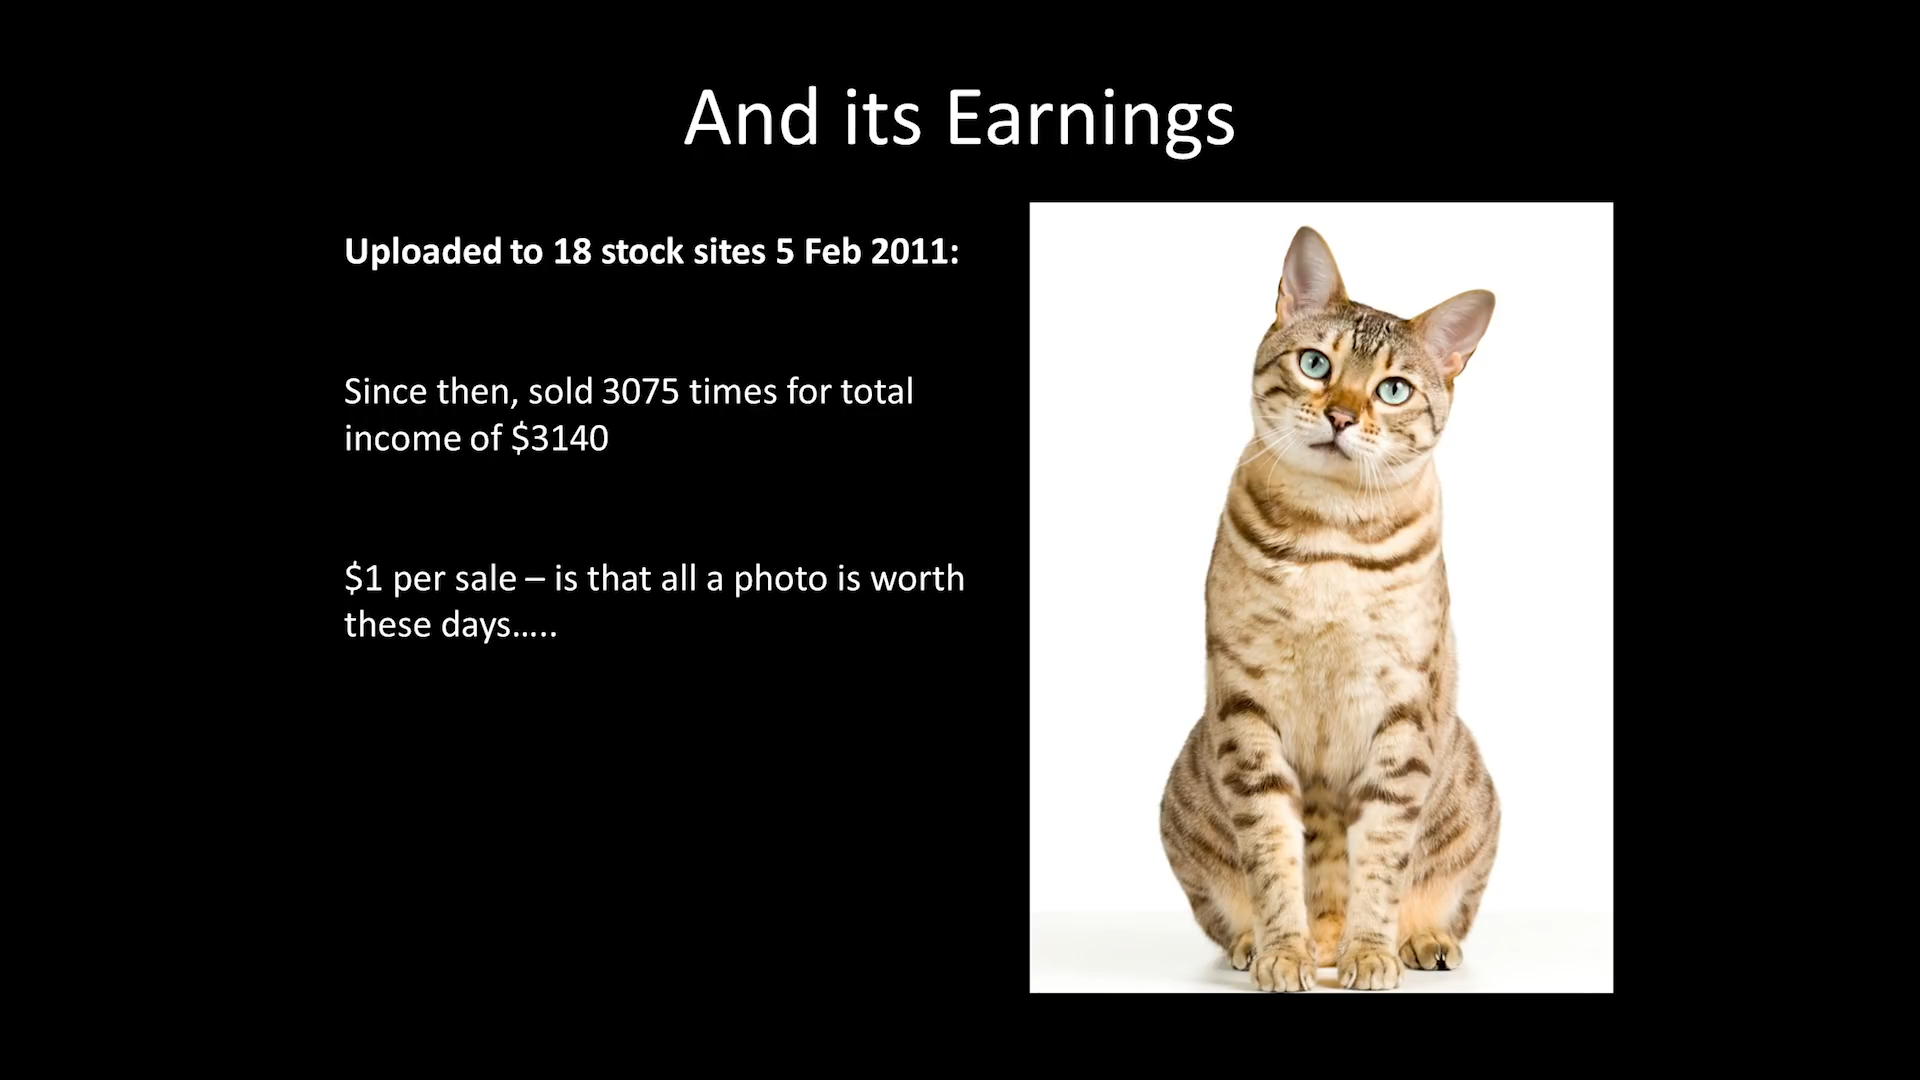 And its Earnings
Uploaded to 18 stock sites 5 Feb 2011:
Since then, sold 3075 times for total
income of $3140
$1 per sale – is that all a photo is worth
these days…..